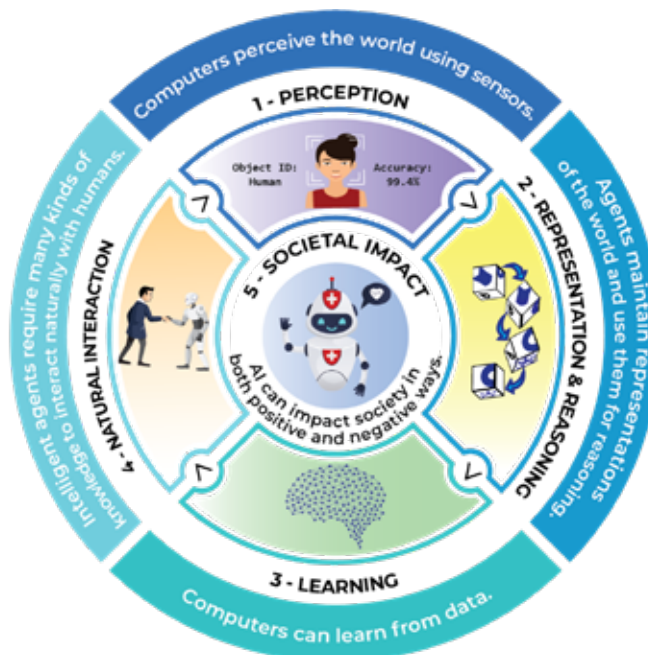 Computers perceive the world using sensors.
1 - PERCEPTION
Object ID:
Human
Accuracy:
99.4%
Agents maintain representations
of the world and use them for reasoning.
2 - REPRESENTATION & REASONING
3 - LEARNING
Computers can learn from data.
Intelligent agents require many kinds of
knowledge to interact naturally with humans.
4 - NATURAL INTERACTION
5 - SOCIETAL IMPACT
AI can impact society in
both positive and negative ways.